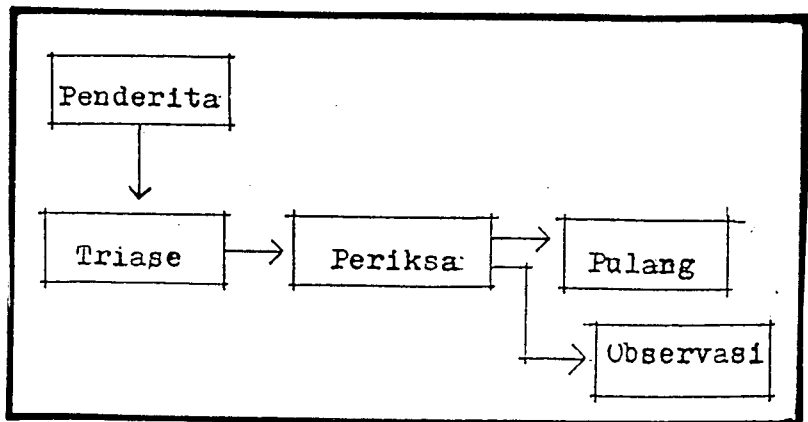 Penderita
Triase
Periksa
Pulang
Observasi